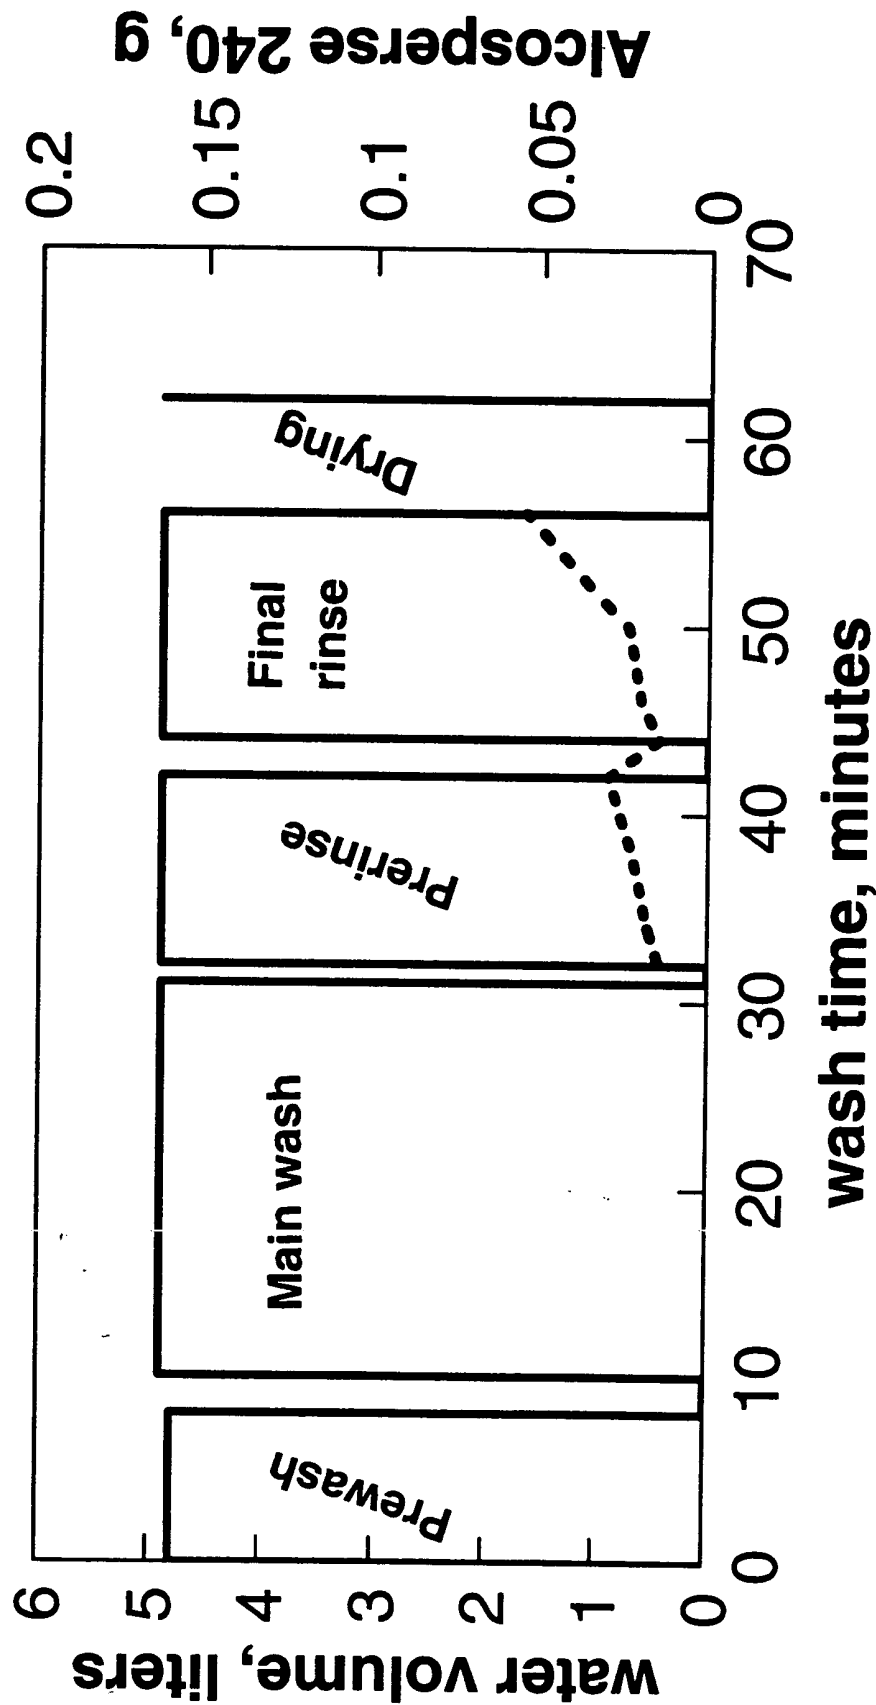 water volume, liters
6
5
4
3
2
1
0
Prewash
Main wash
Prerinse
Final
rinse
Drying
0 10 20 30 40 50 60 70
wash time, minutes
0.2
0.15
0.1
0.05
0
Alcosperse 240, g